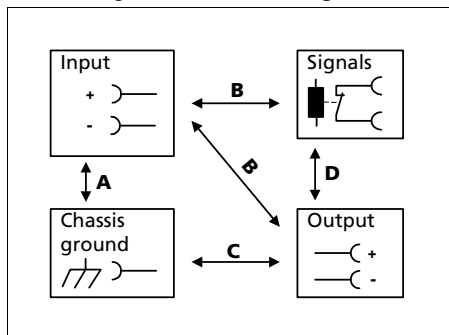 Input
+
-
B
Signals
A
B
D
Chassis
ground
C
Output
+
-